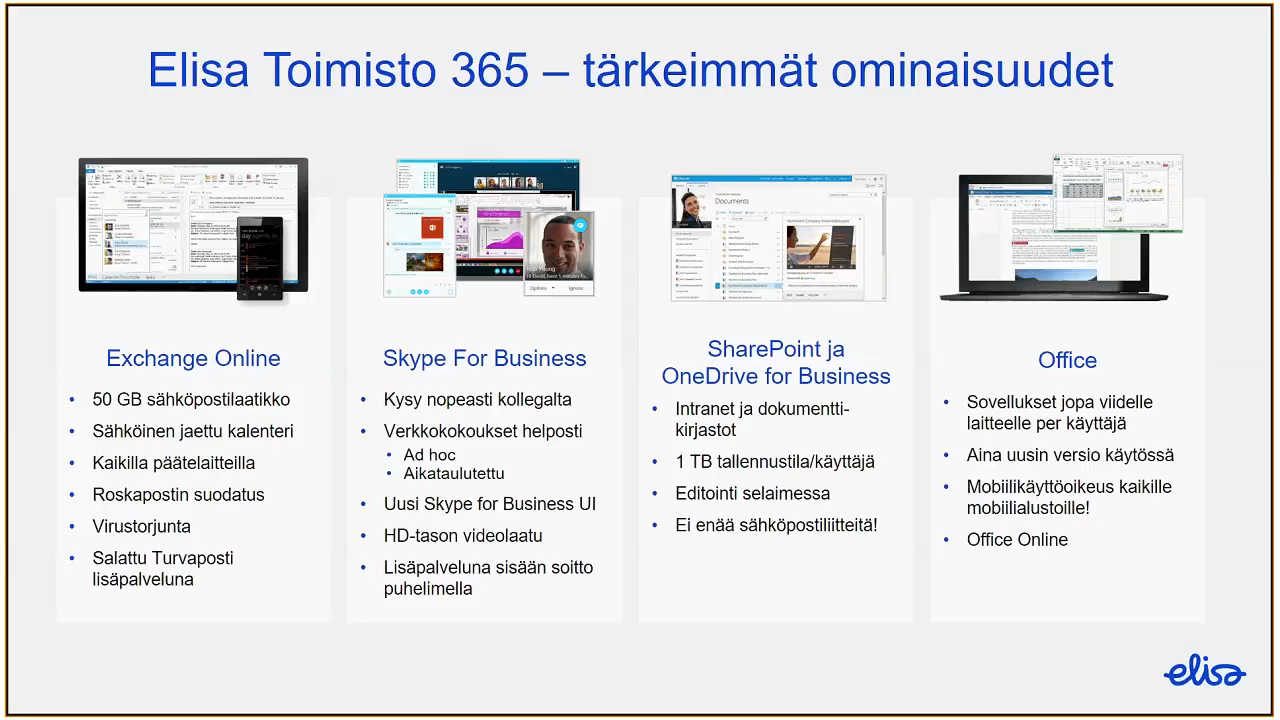 Elisa Toimisto 365 – tärkeimmät ominaisuudet
Exchange Online
• 50 GB sähköpostilaatikko
• Sähköinen jaettu kalenteri
• Kaikilla päätelaitteilla
• Roskapostin suodatus
• Virustorjunta
• Salattu Turvaposti
lisäpalveluna
Options
Ignore
Skype For Business
• Kysy nopeasti kollegalta
• Verkkokokoukset helposti
• Ad hoc
• Aikataulutettu
• Uusi Skype for Business UI
• HD-tason videolaatu
• Lisäpalveluna sisään soitto
puhelimella
Documents
SharePoint ja
OneDrive for Business
• Intranet ja dokumentti-
kirjastot
• 1 TB tallennustila/käyttäjä
• Editointi selaimessa
• Ei enää sähköpostiliitteitä!
Office
• Sovellukset jopa viidelle
laitteelle per käyttäjä
• Aina uusin versio käytössä
• Mobiilikäyttöoikeus kaikille
mobiilialustoille!
• Office Online
elisa